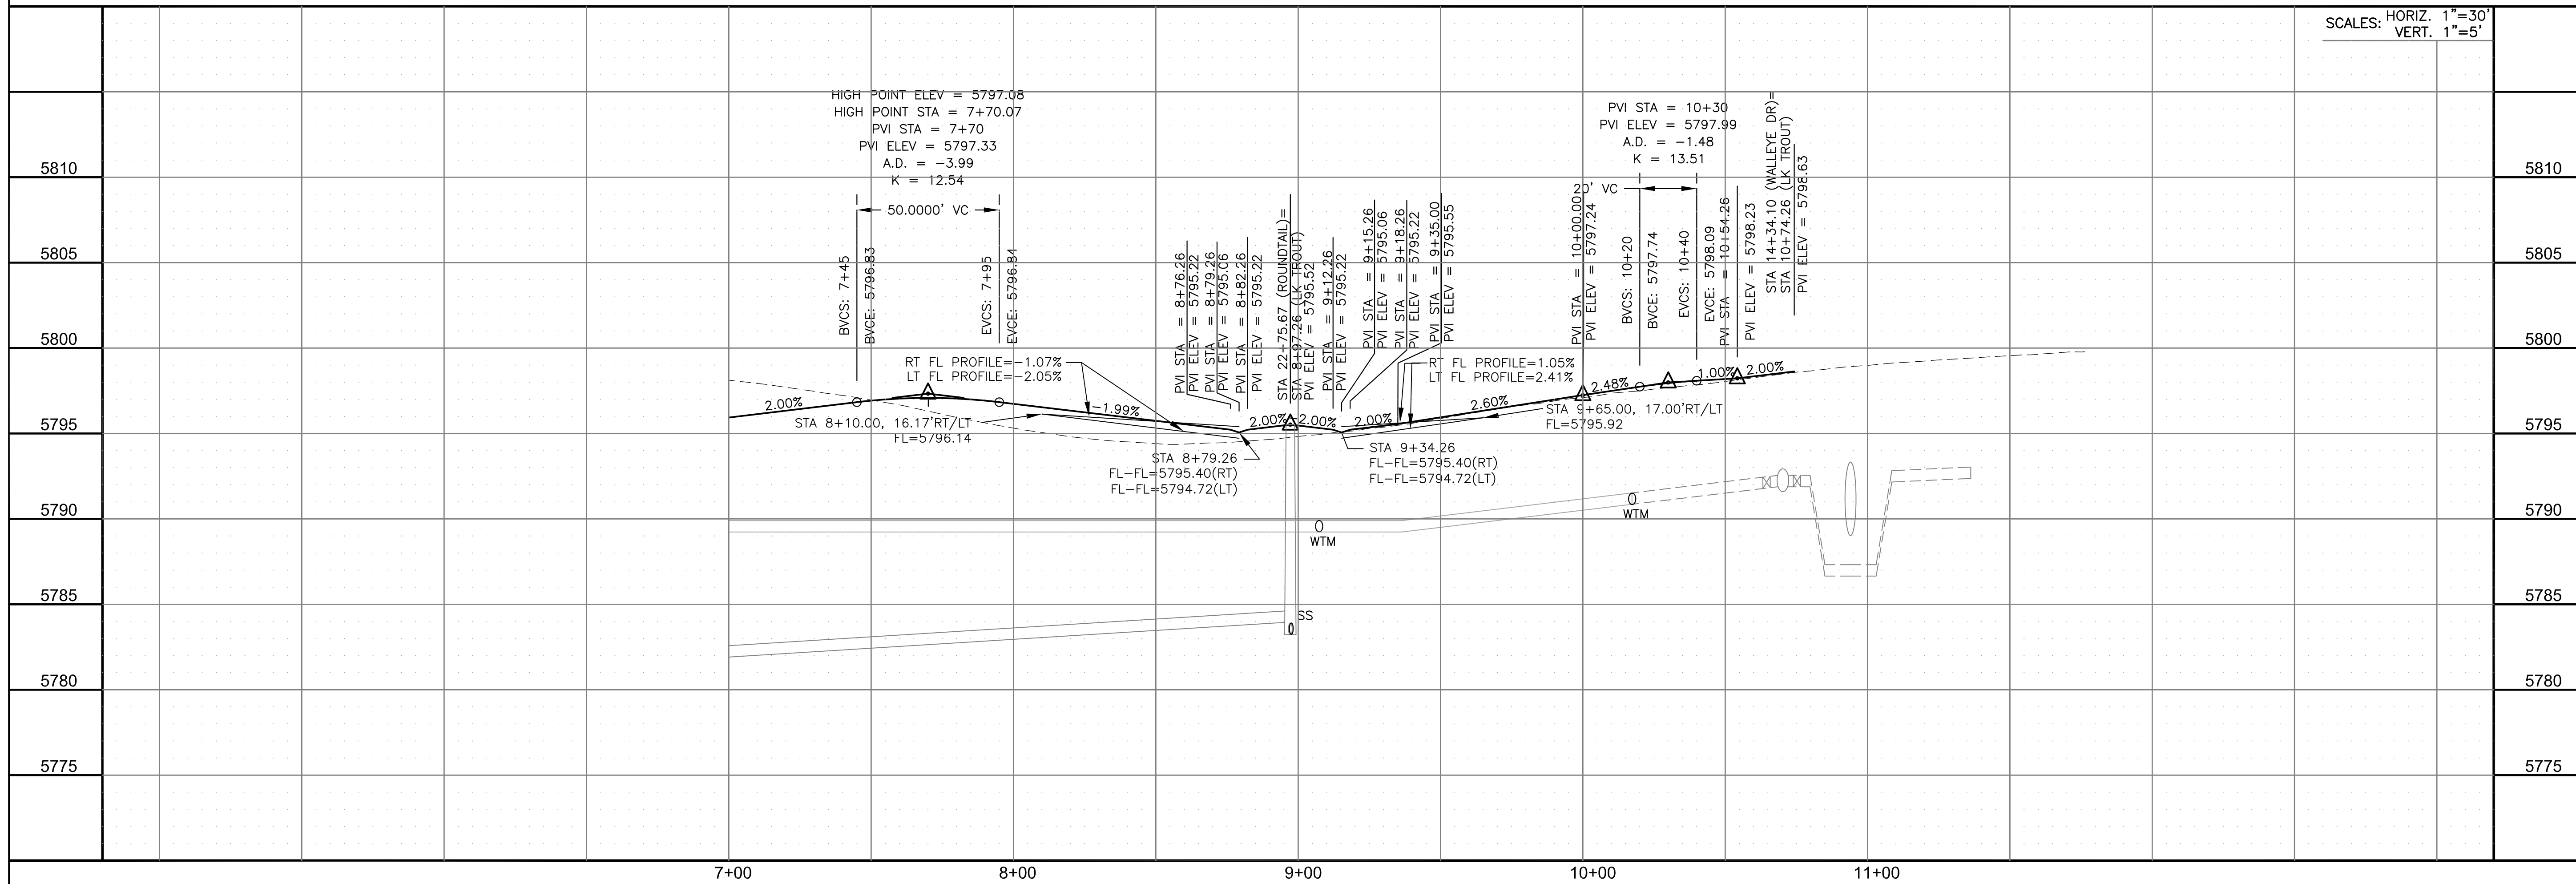 SCALES: HORIZ. 1"=30'
VERT. 1"=5'
HIGH POINT ELEV = 5797.08
HIGH POINT STA = 7+70.07
PVI STA = 7+70
PVI ELEV = 5797.33
A.D. = -3.99
K = 12.54
50.0000' VC
BVCS: 7+45
BVCE: 5796.83
EVCS: 7+95
EVCE: 5796.84
PVI STA = 10+30
PVI ELEV = 5797.99
A.D. = -1.48
K = 13.51
20' VC
PVI STA = 8+76.26
PVI ELEV = 5795.22
PVI STA = 8+79.26
PVI ELEV = 5795.06
PVI STA = 8+82.26
PVI ELEV = 5795.22
STA 22+75.67 (ROUNDTAIL)=
STA 8+97.26 (LK TROUT)
PVI ELEV = 5795.52
PVI STA = 9+12.26
PVI ELEV = 5795.22
PVI STA = 9+15.26
PVI ELEV = 5795.06
PVI STA = 9+18.26
PVI ELEV = 5795.22
PVI STA = 9+35.00
PVI ELEV = 5795.55
PVI STA = 10+00.00
PVI ELEV = 5797.24
BVCS: 10+20
BVCE: 5797.74
EVCS: 10+40
EVCE: 5798.09
PVI STA = 10+54.26
PVI ELEV = 5798.23
STA 14+34.10 (WALLEYE DR)=
STA 10+74.26 (LK TROUT)
PVI ELEV = 5798.63
RT FL PROFILE=-1.07%
LT FL PROFILE=-2.05%
RT FL PROFILE=1.05%
LT FL PROFILE=2.41%
2.00%
-1.99%
2.00%
-2.00%
2.00%
2.60%
2.48%
1.00%
2.00%
STA 8+10.00, 16.17'RT/LT
FL=5796.14
STA 8+79.26
FL-FL=5795.40(RT)
FL-FL=5794.72(LT)
STA 9+34.26
FL-FL=5795.40(RT)
FL-FL=5794.72(LT)
STA 9+65.00, 17.00'RT/LT
FL=5795.92
WTM
WTM
SS
5810
5805
5800
5795
5790
5785
5780
5775
5810
5805
5800
5795
5790
5785
5780
5775
7+00
8+00
9+00
10+00
11+00